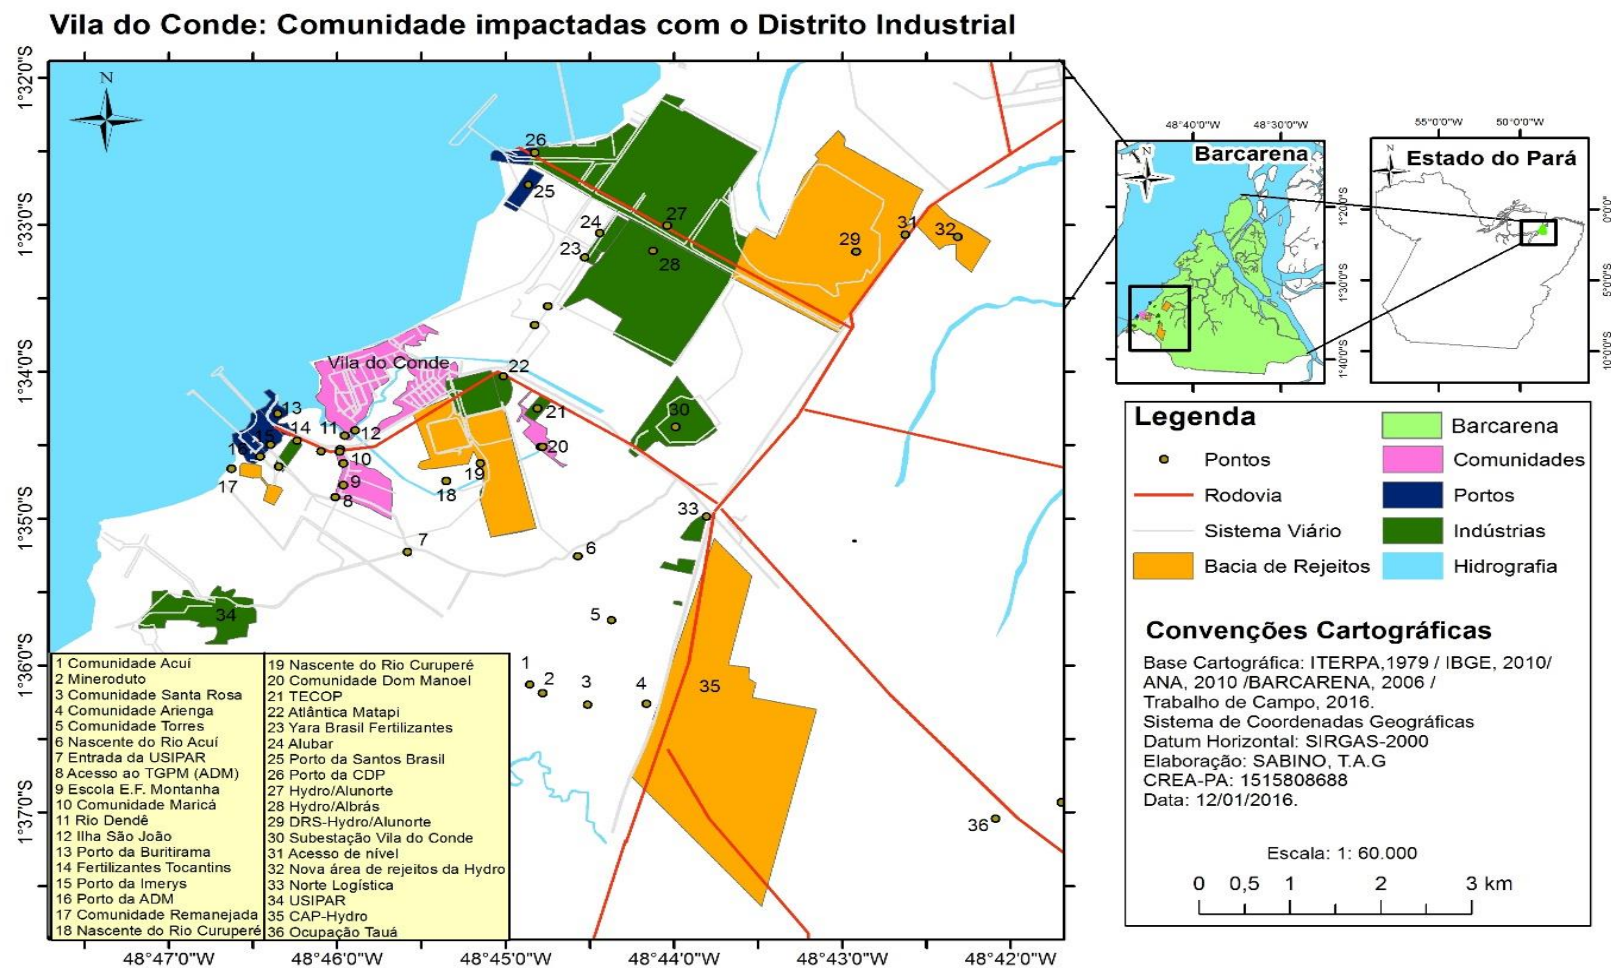 Vila do Conde: Comunidade impactadas com o Distrito Industrial
1°32'0"S
1°33'0"S
1°34'0"S
1°35'0"S
1°36'0"S
1°37'0"S
48°47'0"W
48°46'0"W
48°45'0"W
48°44'0"W
48°43'0"W
48°42'0"W
N
26
25
24
27
23
28
29
31
32
Vila do Conde
22
13
21
30
14
11
12
15
16
20
10
19
17
9
18
8
33
7
6
34
5
1
2
3
4
35
36
1 Comunidade Acuí
2 Mineroduto
3 Comunidade Santa Rosa
4 Comunidade Arienga
5 Comunidade Torres
6 Nascente do Rio Acuí
7 Entrada da USIPAR
8 Acesso ao TGPM (ADM)
9 Escola E.F. Montanha
10 Comunidade Maricá
11 Rio Dendê
12 Ilha São João
13 Porto da Buritirama
14 Fertilizantes Tocantins
15 Porto da Imerys
16 Porto da ADM
17 Comunidade Remanejada
18 Nascente do Rio Curuperé
19 Nascente do Rio Curuperé
20 Comunidade Dom Manoel
21 TECOP
22 Atlântica Matapi
23 Yara Brasil Fertilizantes
24 Alubar
25 Porto da Santos Brasil
26 Porto da CDP
27 Hydro/Alunorte
28 Hydro/Albrás
29 DRS-Hydro/Alunorte
30 Subestação Vila do Conde
31 Acesso de nível
32 Nova área de rejeitos da Hydro
33 Norte Logística
34 USIPAR
35 CAP-Hydro
36 Ocupação Tauá
48°40'0"W
48°30'0"W
N
Barcarena
1°20'0"S
1°30'0"S
1°40'0"S
55°0'0"W
50°0'0"W
N
Estado do Pará
0°0'0"
5°0'0"S
10°0'0"S
Legenda
Pontos
Rodovia
Sistema Viário
Bacia de Rejeitos
Barcarena
Comunidades
Portos
Indústrias
Hidrografia
Convenções Cartográficas
Base Cartográfica: ITERPA,1979 / IBGE, 2010/
ANA, 2010 /BARCARENA, 2006 /
Trabalho de Campo, 2016.
Sistema de Coordenadas Geográficas
Datum Horizontal: SIRGAS-2000
Elaboração: SABINO, T.A.G
CREA-PA: 1515808688
Data: 12/01/2016.
Escala: 1: 60.000
0 0,5 1 2 3 km